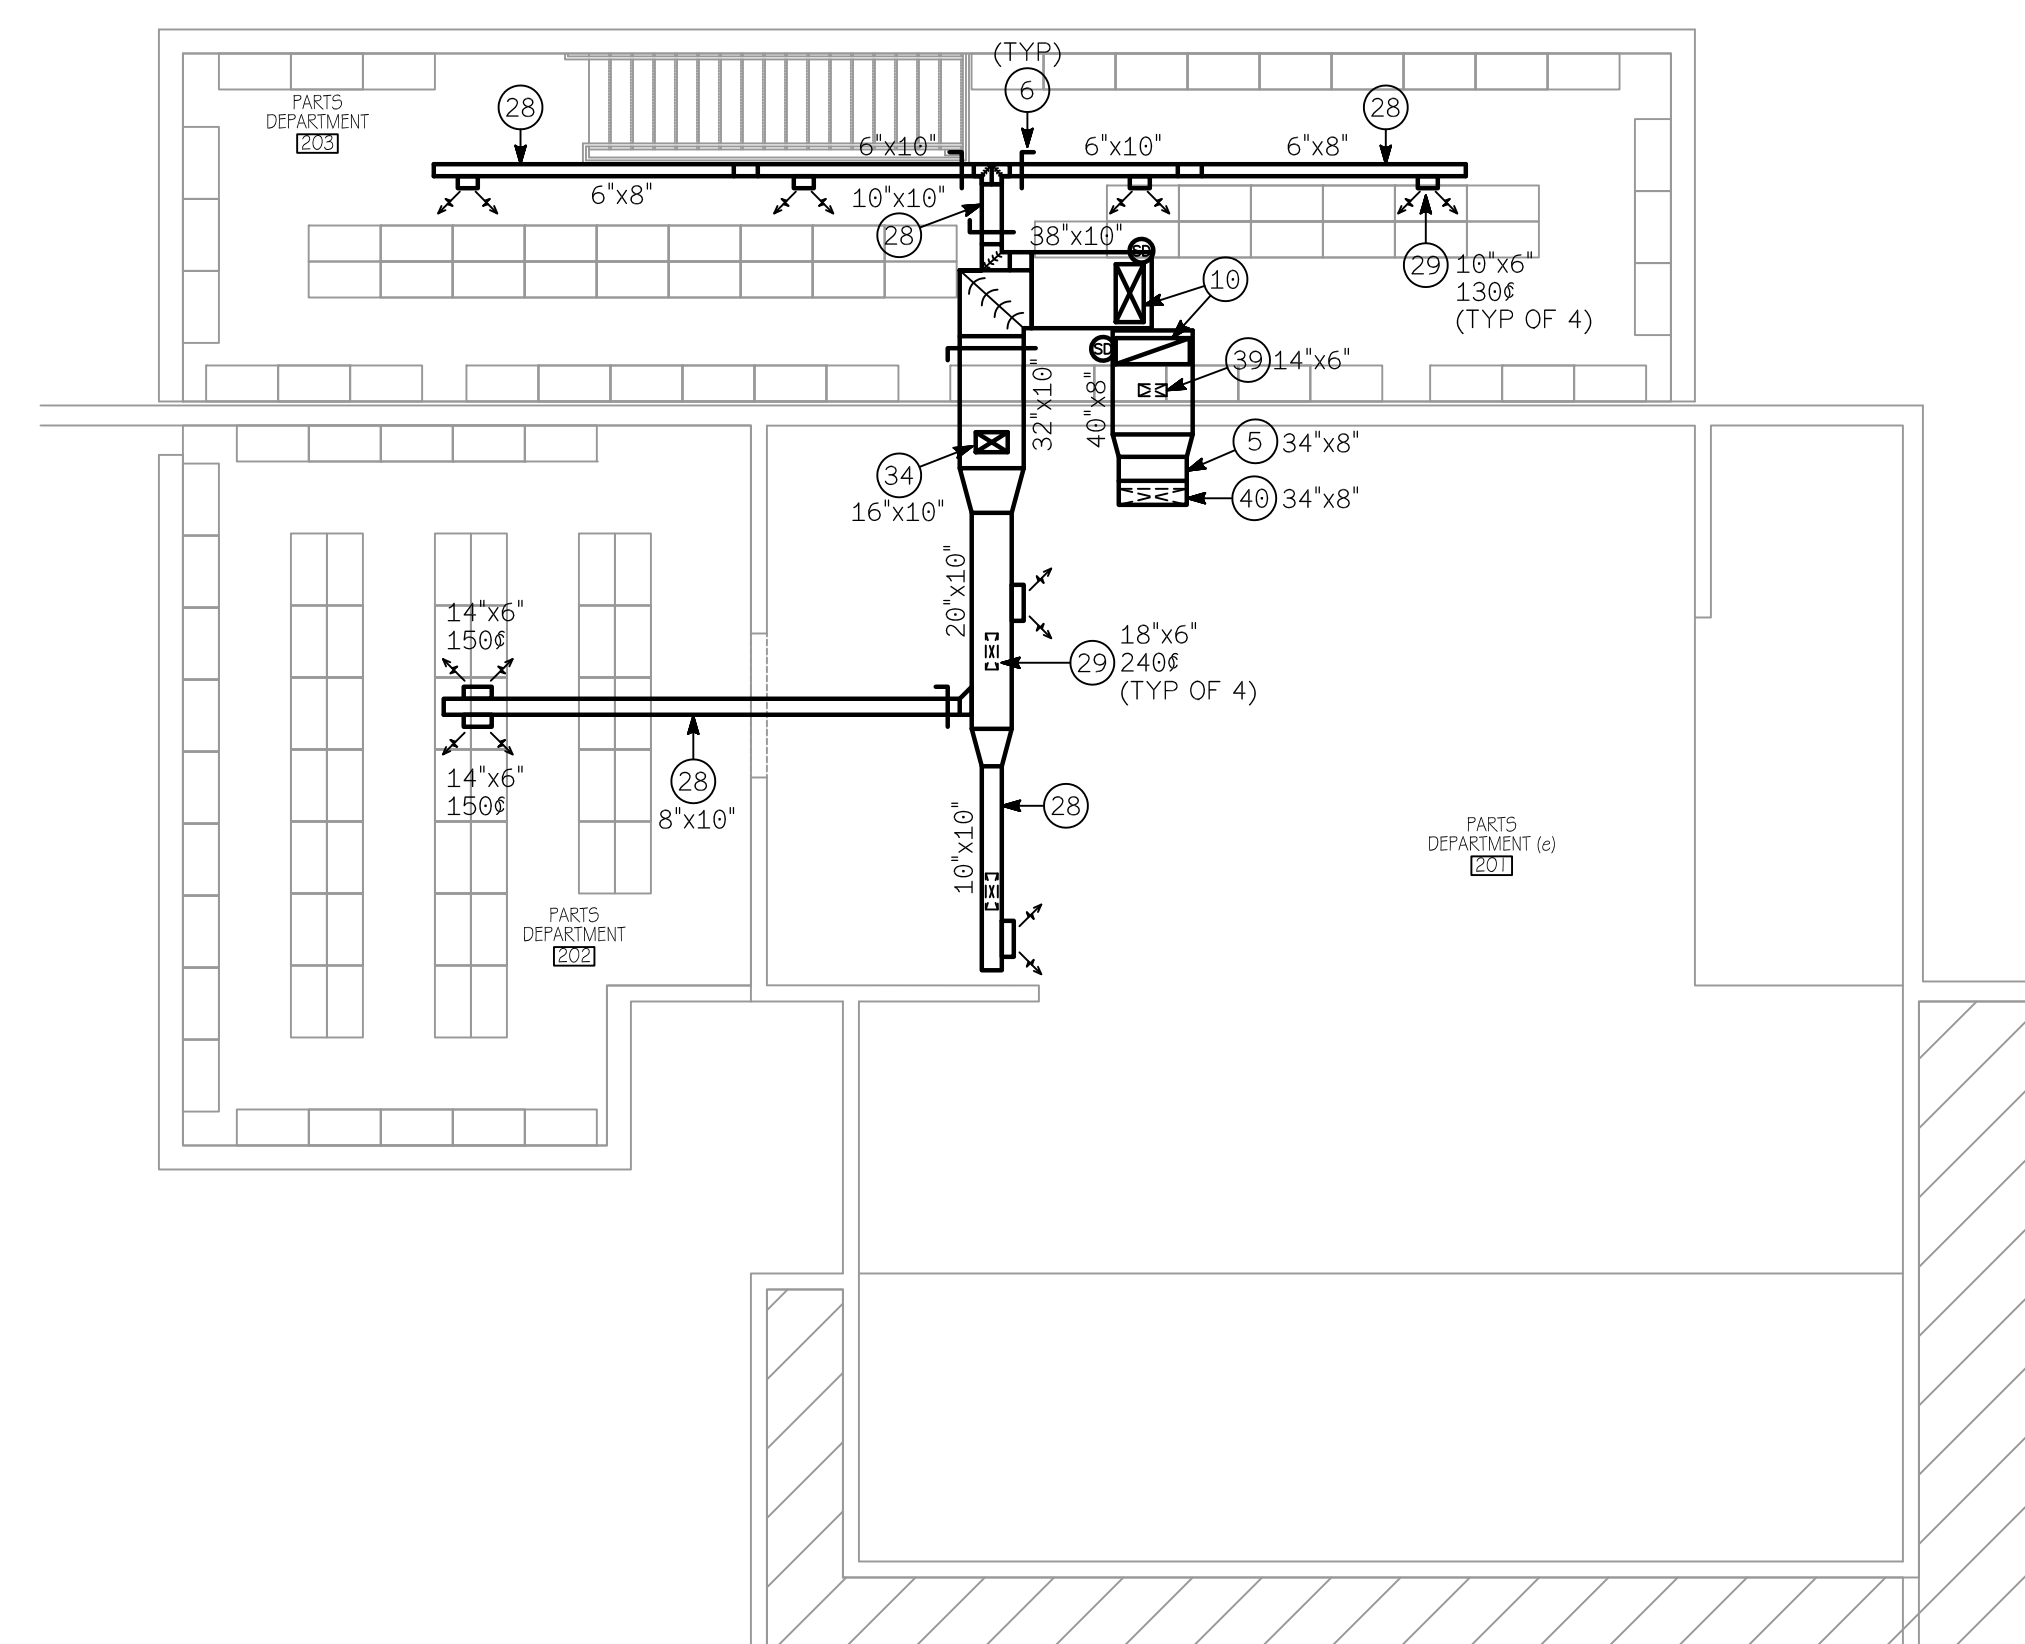 (TYP)
6
PARTS
DEPARTMENT
203
28
28
6"x10"
6"x10"
6"x8"
6"x8"
10"x10"
28
38"x10"
SD
10
29
10"x6"
130¢
(TYP OF 4)
SD
39
14"x6"
32"x10"
40"x8"
5
34"x8"
34
16"x10"
40
34"x8"
20"x10"
14"x6"
150¢
29
18"x6"
240¢
(TYP OF 4)
14"x6"
150¢
28
8"x10"
28
10"x10"
PARTS
DEPARTMENT (e)
201
PARTS
DEPARTMENT
202